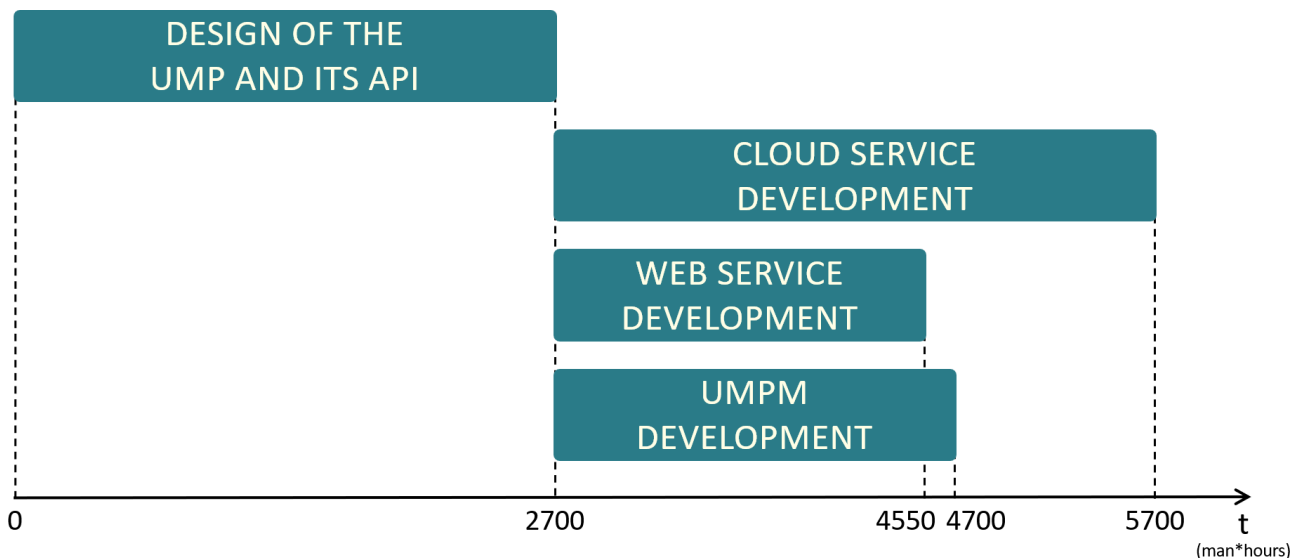 DESIGN OF THE
UMP AND ITS API
CLOUD SERVICE
DEVELOPMENT
WEB SERVICE
DEVELOPMENT
UMPM
DEVELOPMENT
0 2700 4550 4700 5700 t
(man*hours)